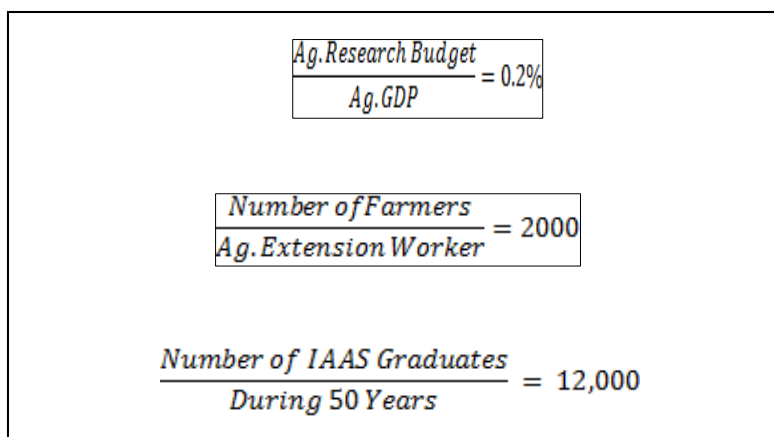 Ag.Research Budget
Ag.GDP
= 0.2%
Number of Farmers
Ag.Extension Worker
= 2000
Number of IAAS Graduates
During 50 Years
= 12,000